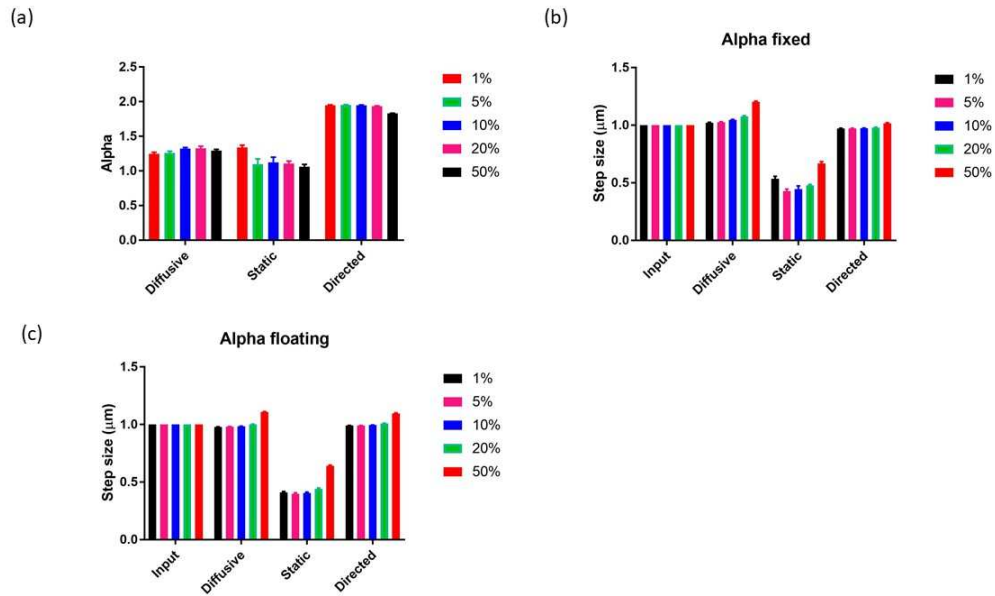 (a)
2.5
2.0
1.5
1.0
0.5
0.0
Alpha
Diffusive
Static
Directed
1%
5%
10%
20%
50%
(b)
Alpha fixed
1.5
1.0
0.5
0.0
Step size (μm)
Input
Diffusive
Static
Directed
1%
5%
10%
20%
50%
(c)
Alpha floating
1.5
1.0
0.5
0.0
Step size (μm)
Input
Diffusive
Static
Directed
1%
5%
10%
20%
50%